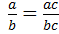 a/b = ac/bc